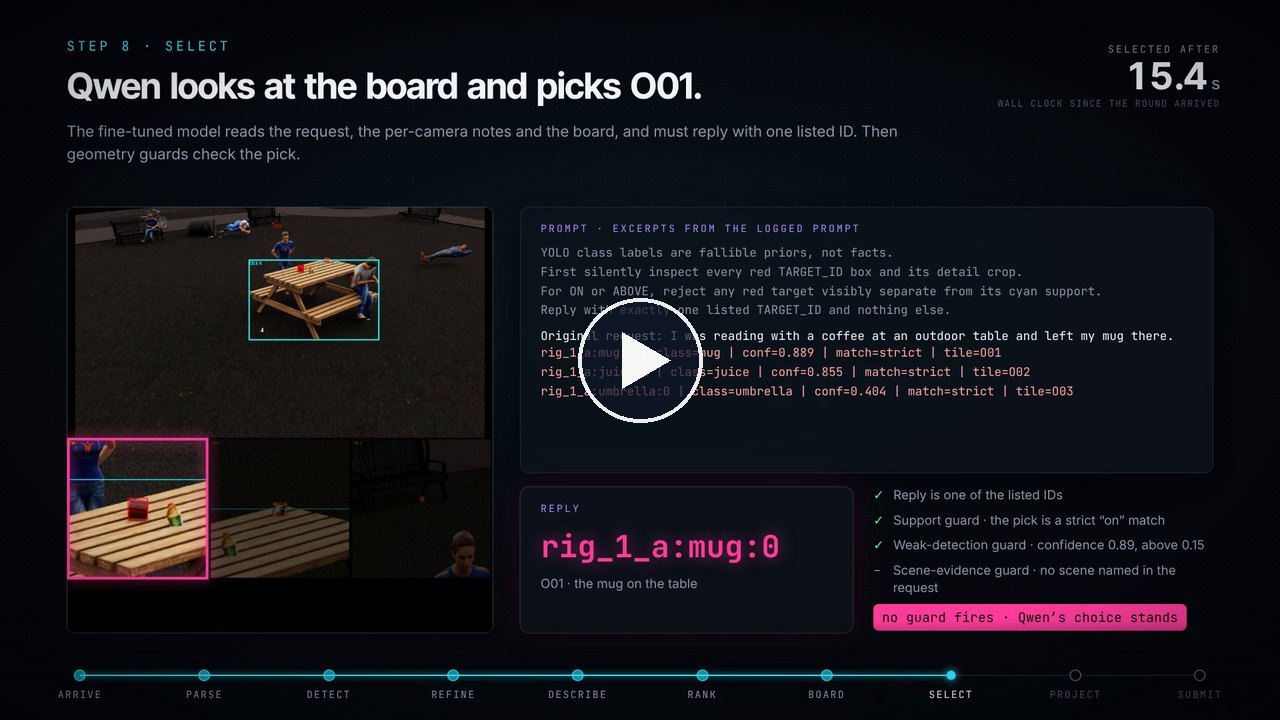 STEP 8 · SELECT
Qwen looks at the board and picks O01.
The fine-tuned model reads the request, the per-camera notes and the board, and must reply with one listed ID. Then
geometry guards check the pick.
SELECTED AFTER
15.4 s
WALL CLOCK SINCE THE ROUND ARRIVED
PROMPT · EXCERPTS FROM THE LOGGED PROMPT
YOLO class labels are fallible priors, not facts.
First silently inspect every red TARGET_ID box and its detail crop.
For ON or ABOVE, reject any red target visibly separate from its cyan support.
Reply with exactly one listed TARGET_ID and nothing else.
Original request: I was reading with a coffee at an outdoor table and left my mug there.
rig_1_a:mug:0 | class=mug | conf=0.889 | match=strict | tile=O01
rig_1_a:juice:0 | class=juice | conf=0.855 | match=strict | tile=O02
rig_1_a:umbrella:0 | class=umbrella | conf=0.404 | match=strict | tile=O03
REPLY
rig_1_a:mug:0
O01 · the mug on the table
✓ Reply is one of the listed IDs
✓ Support guard · the pick is a strict “on” match
✓ Weak-detection guard · confidence 0.89, above 0.15
– Scene-evidence guard · no scene named in the
request
no guard fires · Qwen’s choice stands
ARRIVE
PARSE
DETECT
REFINE
DESCRIBE
RANK
BOARD
SELECT
PROJECT
SUBMIT